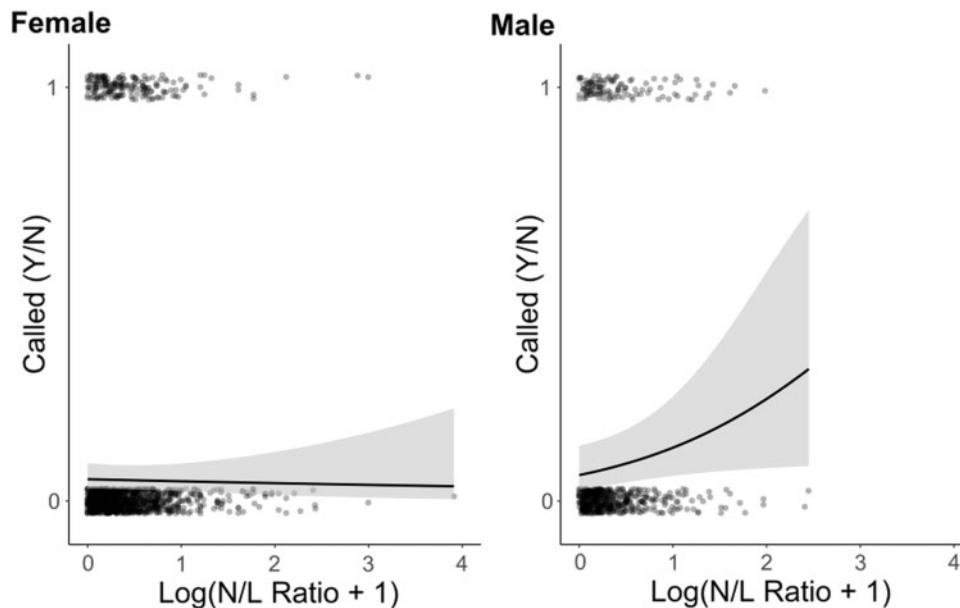 Female
Called (Y/N)
1
0
0 1 2 3 4
Log(N/L Ratio + 1)
Male
Called (Y/N)
1
0
0 1 2 3 4
Log(N/L Ratio + 1)